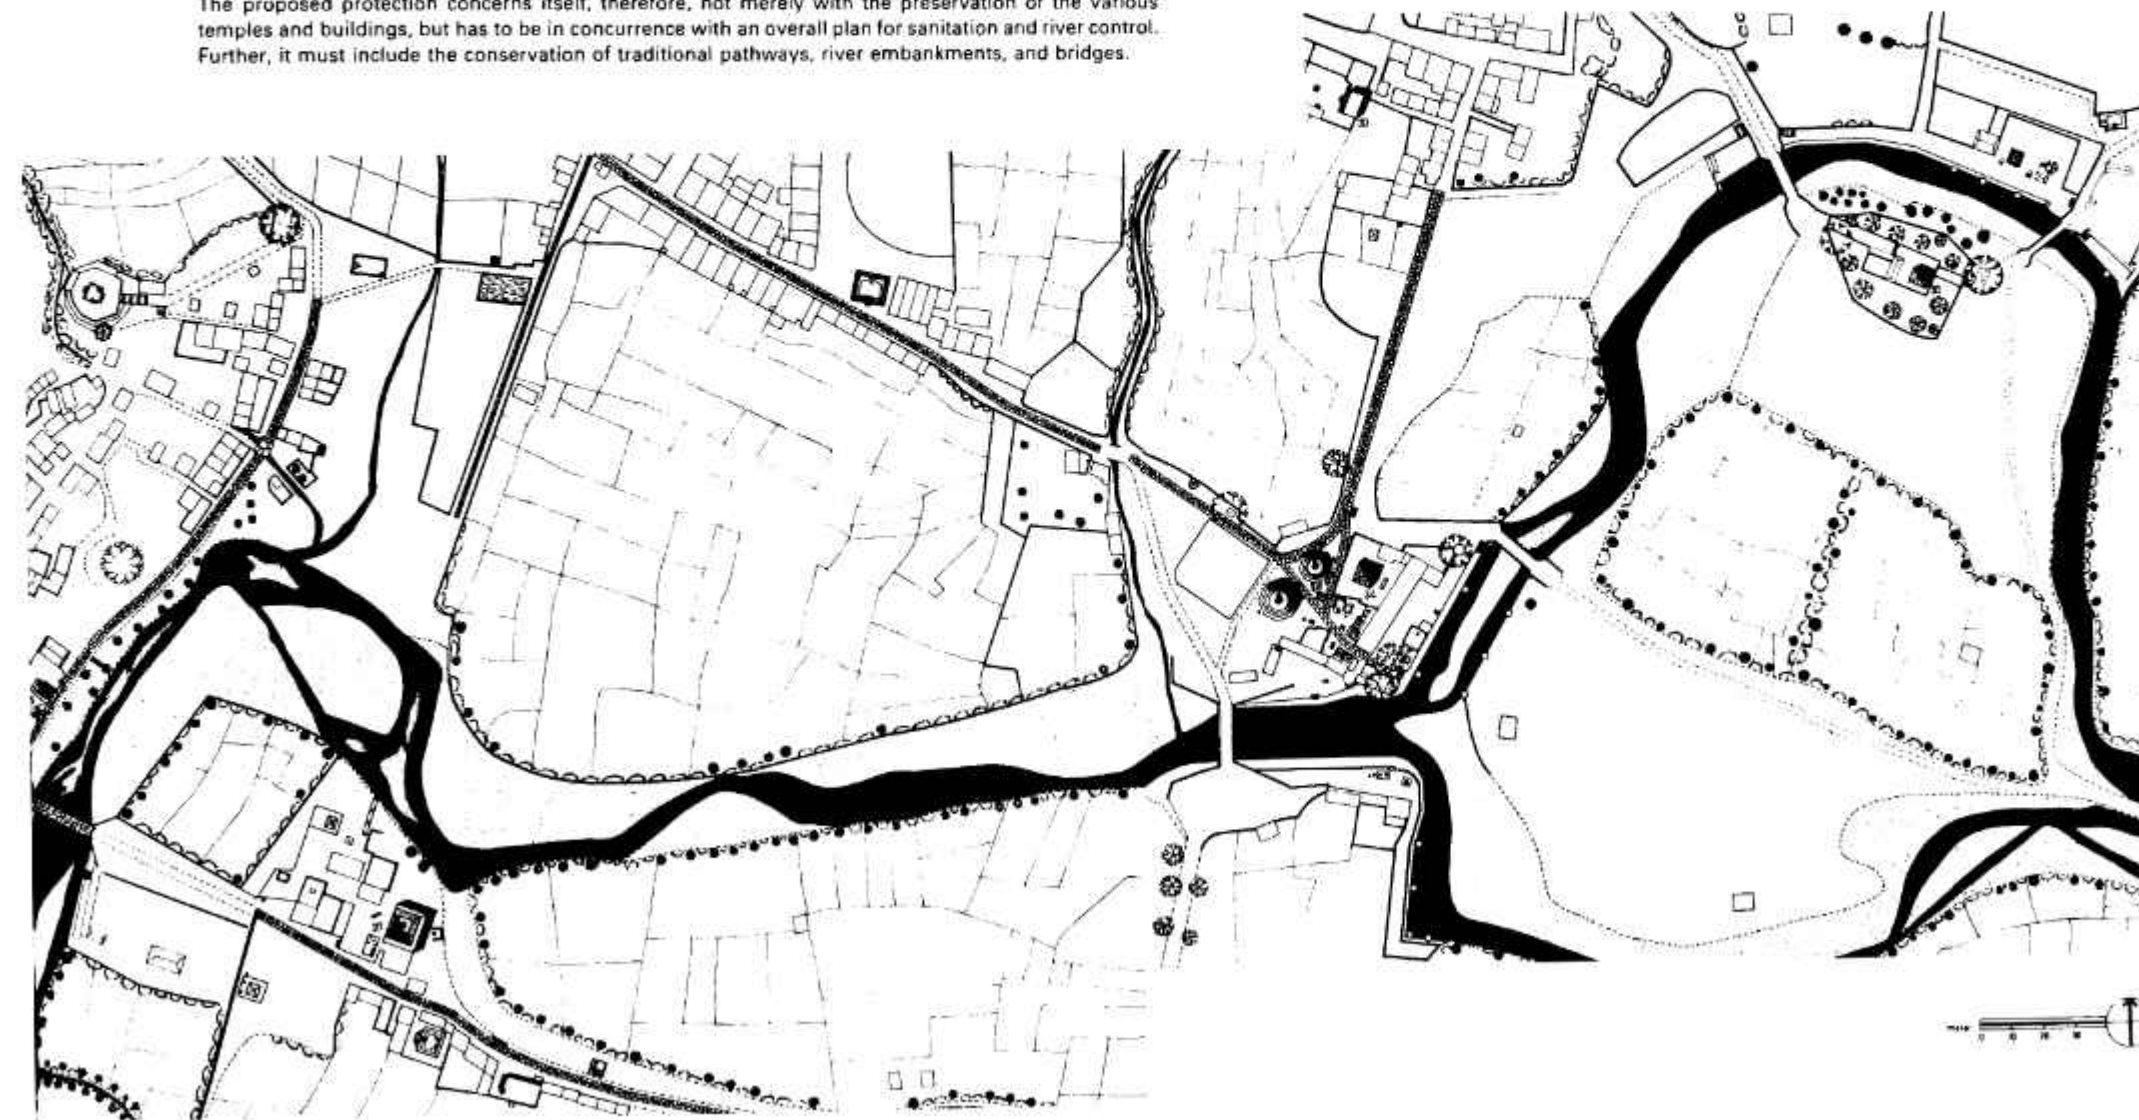 The proposed protection concerns itself, therefore, not merely with the preservation of the various
temples and buildings, but has to be in concurrence with an overall plan for sanitation and river control.
Further, it must include the conservation of traditional pathways, river embankments, and bridges.